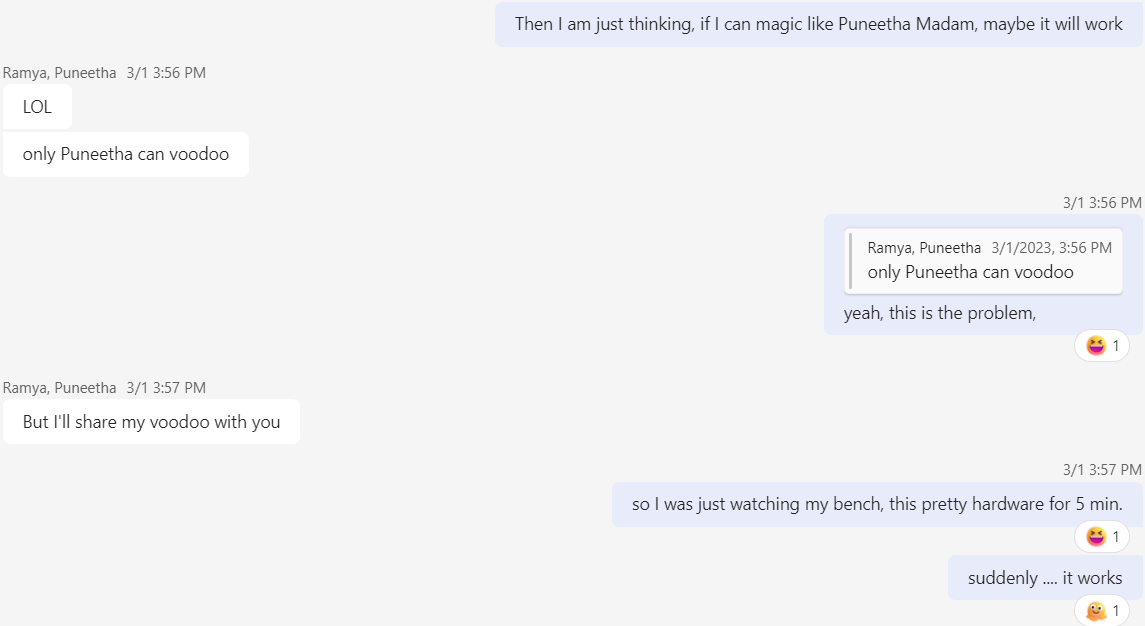 Then I am just thinking, if I can magic like Puneetha Madam, maybe it will work
Ramya, Puneetha 3/1 3:56 PM
LOL
only Puneetha can voodoo
3/1 3:56 PM
Ramya, Puneetha 3/1/2023, 3:56 PM
only Puneetha can voodoo
yeah, this is the problem,
1
Ramya, Puneetha 3/1 3:57 PM
But I'll share my voodoo with you
3/1 3:57 PM
so I was just watching my bench, this pretty hardware for 5 min.
1
suddenly .... it works
1